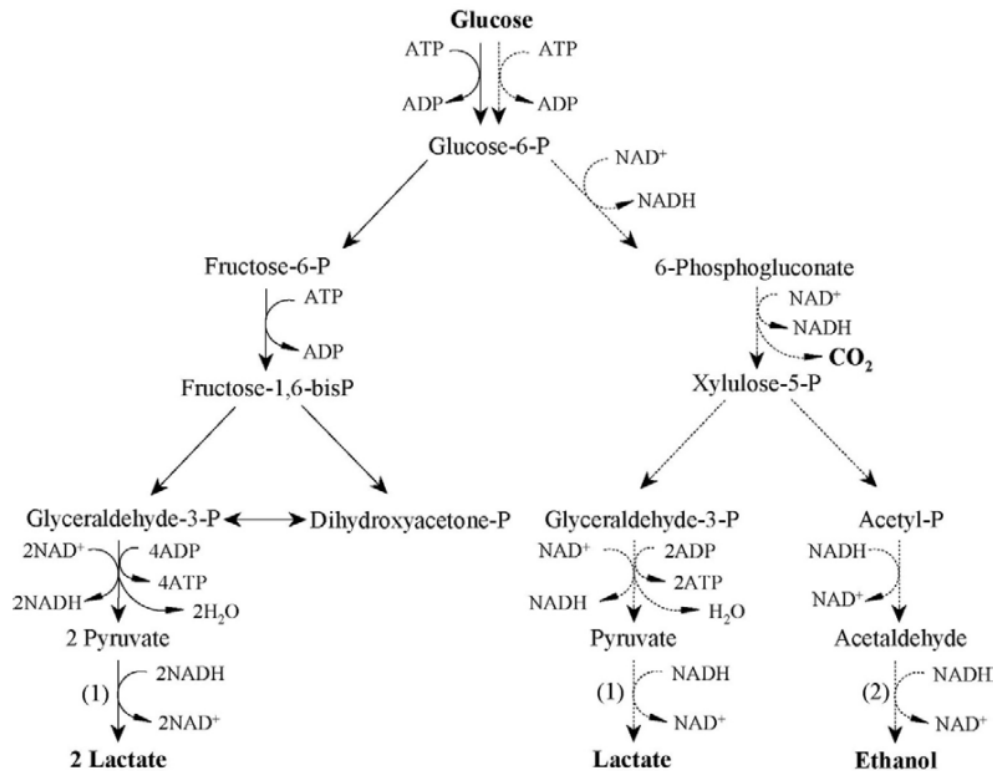 Glucose
ATP ATP
ADP ADP
Glucose-6-P
NAD⁺
NADH
Fructose-6-P 6-Phosphogluconate
ATP NAD⁺
ADP NADH
CO₂
Fructose-1,6-bisP Xylulose-5-P
Glyceraldehyde-3-P Dihydroxyacetone-P Glyceraldehyde-3-P Acetyl-P
2NAD⁺ 4ADP NAD⁺ 2ADP NADH
4ATP 2ATP
2NADH 2H₂O NADH H₂O NAD⁺
2 Pyruvate Pyruvate Acetaldehyde
(1) 2NADH (1) NADH (2) NADH
2NAD⁺ NAD⁺ NAD⁺
2 Lactate Lactate Ethanol